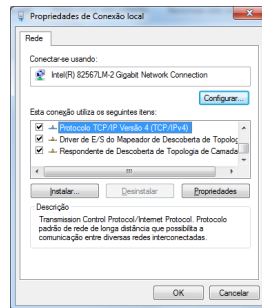 Propriedades de Conexão local
Rede
Conectar-se usando:
Intel(R) 82567LM-2 Gigabit Network Connection
Configurar...
Esta conexão utiliza os seguintes itens:
Protocolo TCP/IP Versão 4 (TCP/IPv4)
Driver de E/S do Mapeador de Descoberta de Topolog
Respondente de Descoberta de Topologia de Camada
Instalar...
Desinstalar
Propriedades
Descrição
Transmission Control Protocol/Internet Protocol. Protocolo
padrão de rede de longa distância que possibilita a
comunicação entre diversas redes interconectadas.
OK
Cancelar